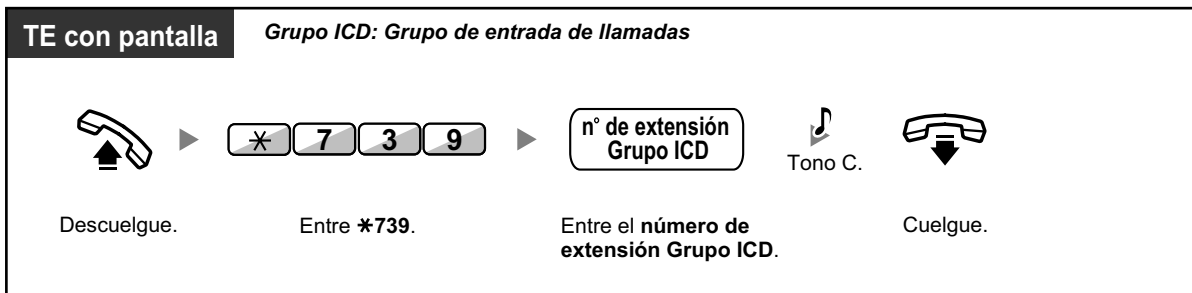 TE con pantalla
Grupo ICD: Grupo de entrada de llamadas
* 7 3 9
n° de extensión
Grupo ICD
Tono C.
Descuelgue.
Entre *739.
Entre el número de
extensión Grupo ICD.
Cuelgue.